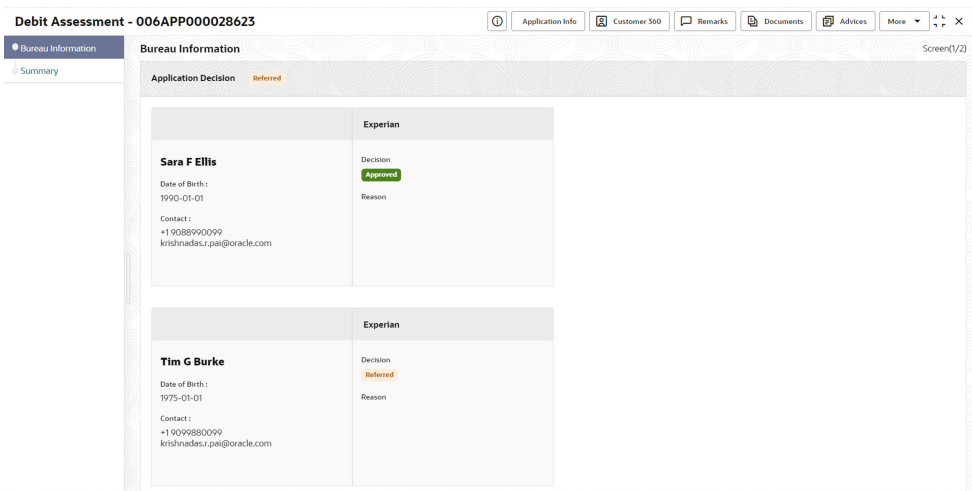 Debit Assessment - 006APP000028623
Application Info
Customer 360
Remarks
Documents
Advices
More
Bureau Information
Summary
Bureau Information
Screen(1/2)
Application Decision Referred
Experian
Sara F Ellis
Date of Birth :
1990-01-01
Contact :
+1 9088990099
krishnadas.r.pai@oracle.com
Decision
Approved
Reason
Experian
Tim G Burke
Date of Birth :
1975-01-01
Contact :
+1 9099880099
krishnadas.r.pai@oracle.com
Decision
Referred
Reason